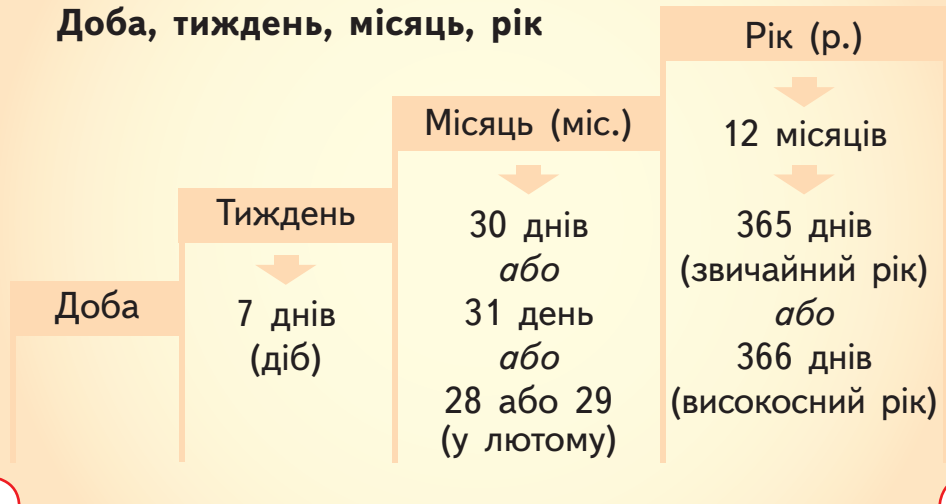 Доба, тиждень, місяць, рік
Доба
Тиждень
7 днів
(діб)
Місяць (міс.)
30 днів
або
31 день
або
28 або 29
(у лютому)
Рік (р.)
12 місяців
365 днів
(звичайний рік)
або
366 днів
(високосний рік)